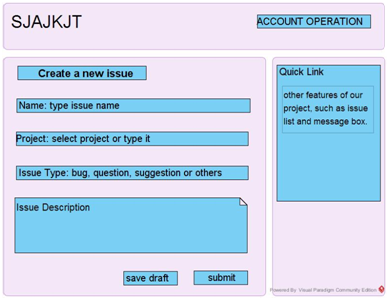 SJAJKJT
ACCOUNT OPERATION
Create a new issue
Name: type issue name
Project: select project or type it
Issue Type: bug, question, suggestion or others
Issue Description
save draft
submit
Quick Link
other features of our
project, such as issue
list and message box.
Powered By Visual Paradigm Community Edition